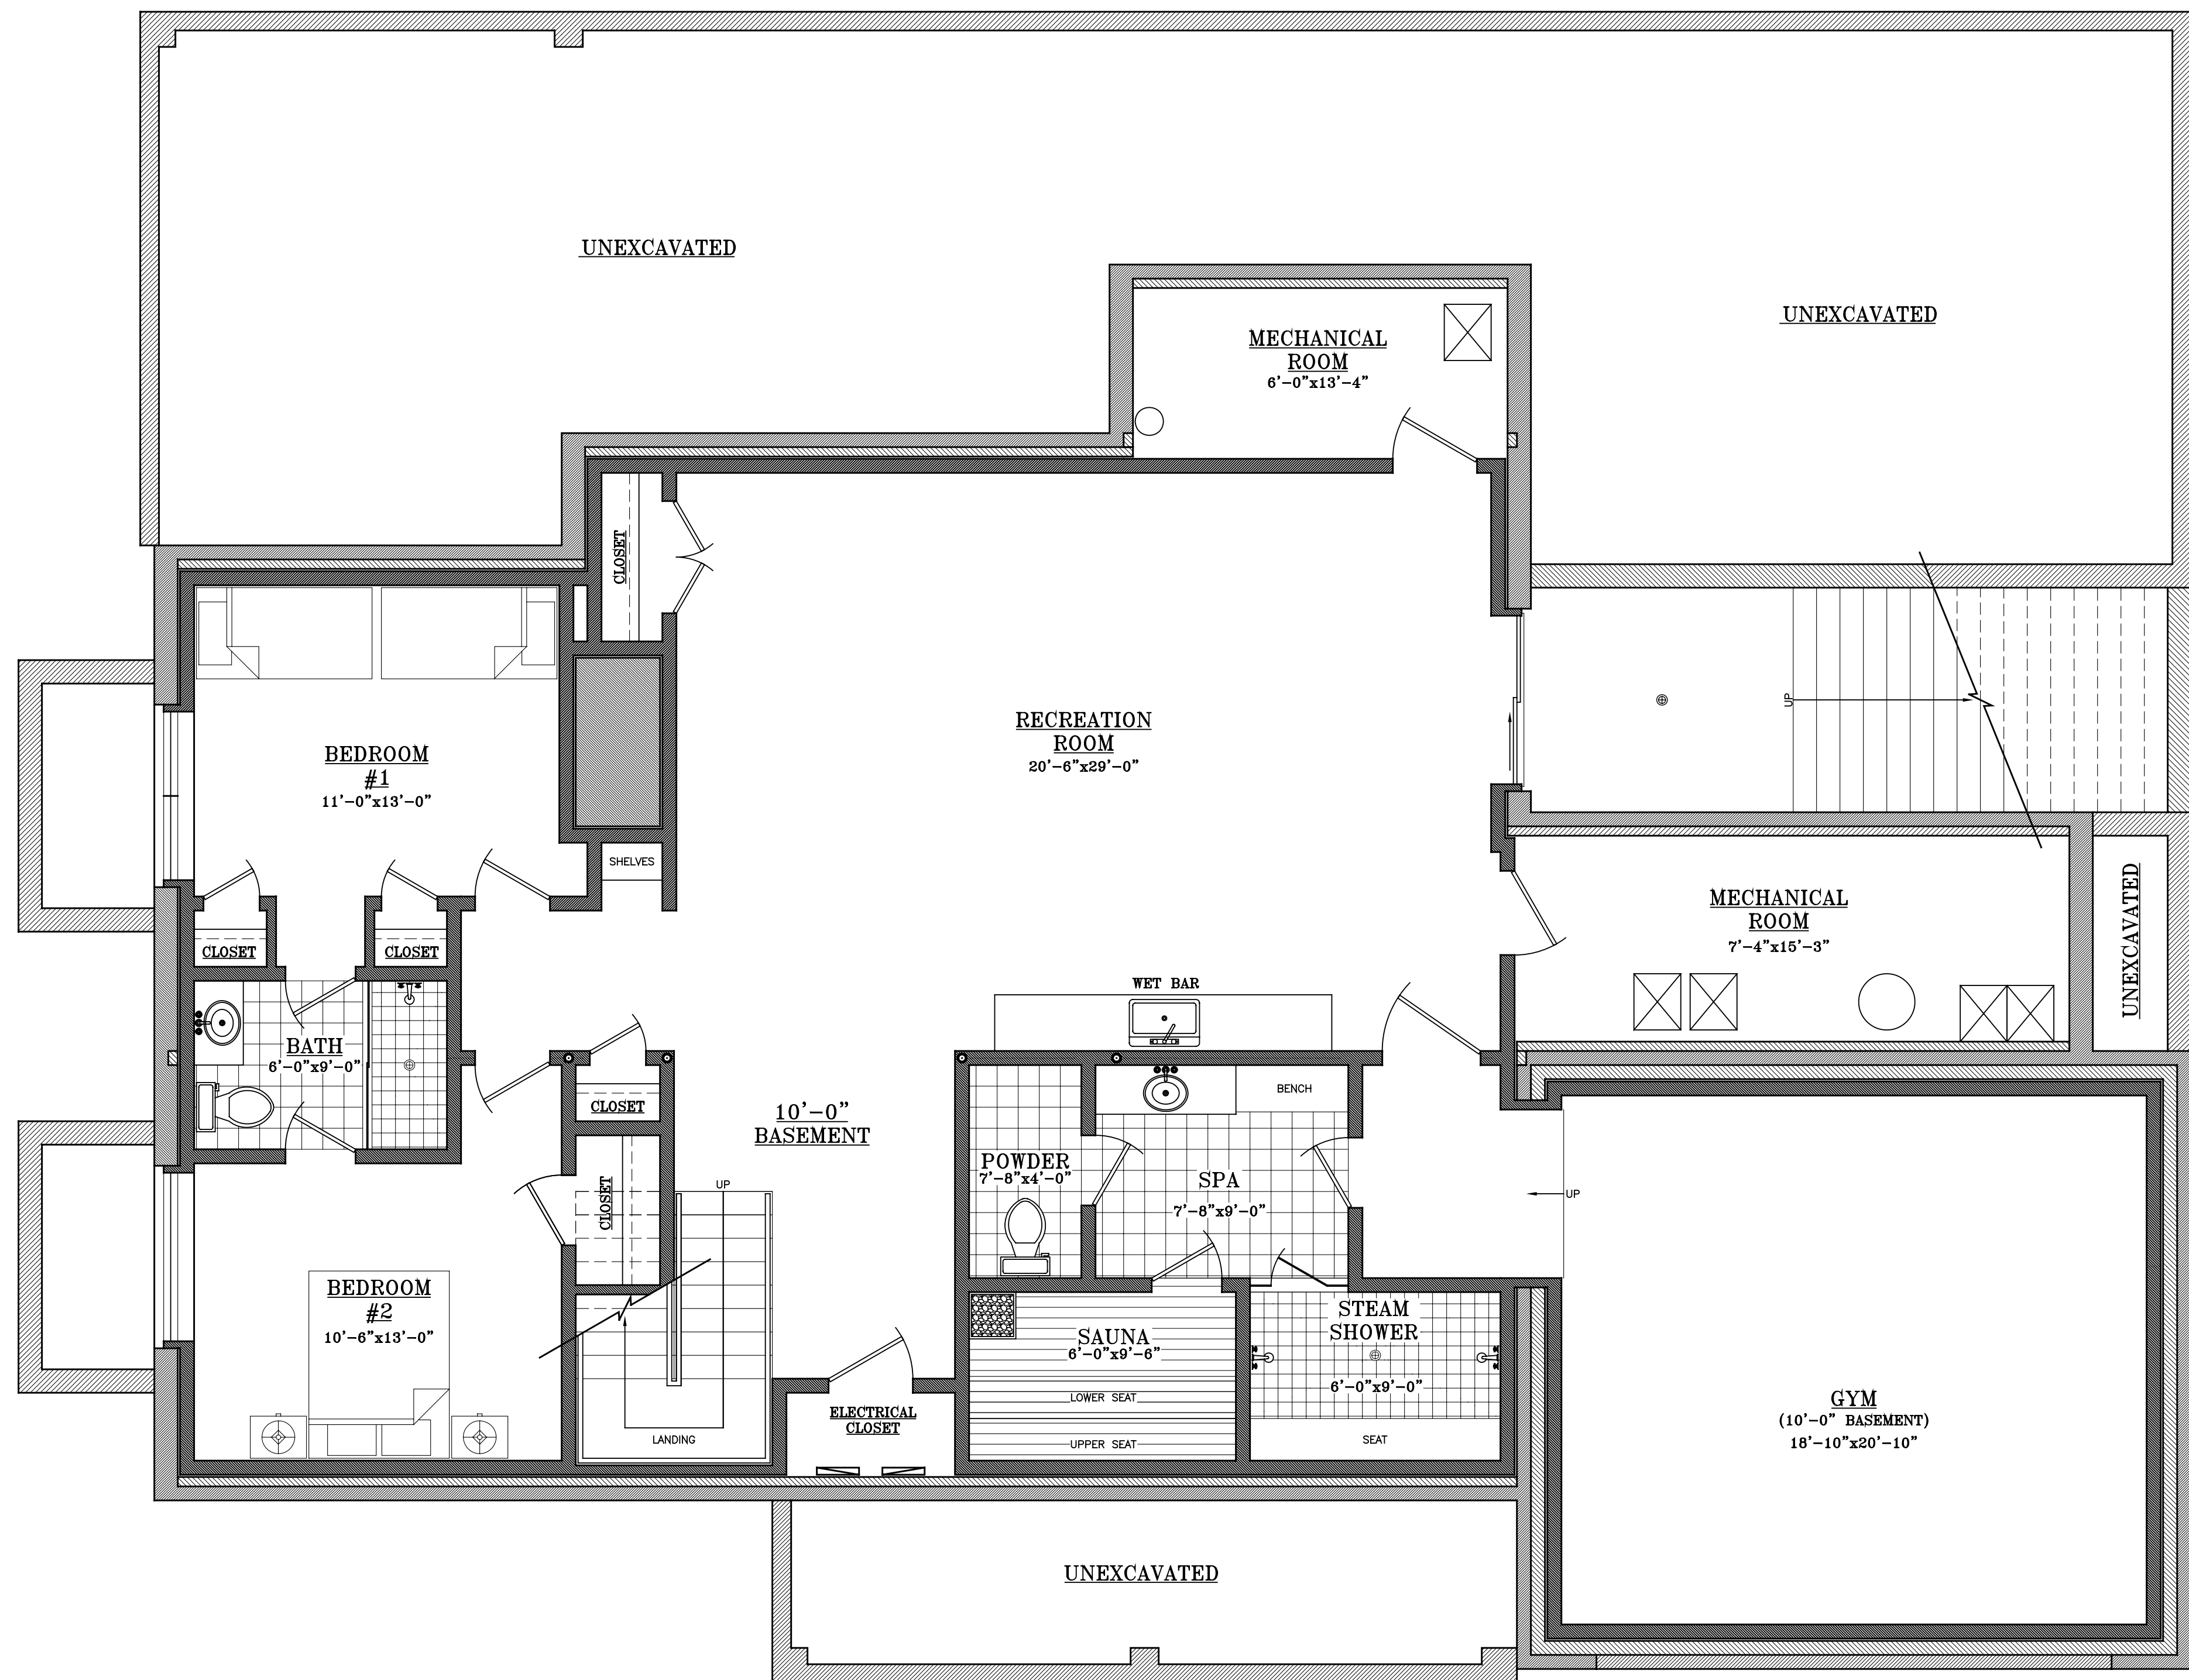 UNEXCAVATED
UNEXCAVATED
MECHANICAL
ROOM
6'-0"x13'-4"
CLOSET
RECREATION
ROOM
20'-6"x29'-0"
UP
BEDROOM
#1
11'-0"x13'-0"
SHELVES
MECHANICAL
ROOM
7'-4"x15'-3"
UNEXCAVATED
CLOSET
CLOSET
WET BAR
BATH
6'-0"x9'-0"
CLOSET
10'-0"
BASEMENT
BENCH
POWDER
7'-8"x4'-0"
SPA
7'-8"x9'-0"
UP
UP
CLOSET
BEDROOM
#2
10'-6"x13'-0"
SAUNA
6'-0"x9'-6"
STEAM
SHOWER
6'-0"x9'-0"
LOWER SEAT
UPPER SEAT
SEAT
LANDING
ELECTRICAL
CLOSET
GYM
(10'-0" BASEMENT)
18'-10"x20'-10"
UNEXCAVATED